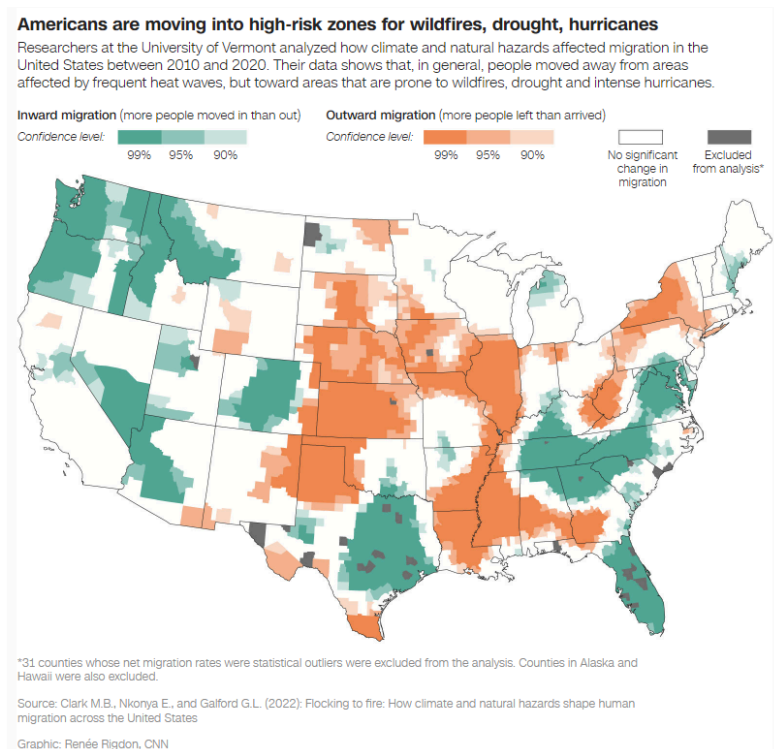 Americans are moving into high-risk zones for wildfires, drought, hurricanes
Researchers at the University of Vermont analyzed how climate and natural hazards affected migration in the
United States between 2010 and 2020. Their data shows that, in general, people moved away from areas
affected by frequent heat waves, but toward areas that are prone to wildfires, drought and intense hurricanes.
Inward migration (more people moved in than out)
Confidence level:
99% 95% 90%
Outward migration (more people left than arrived)
Confidence level:
99% 95% 90%
No significant
change in
migration
Excluded
from analysis*
*31 counties whose net migration rates were statistical outliers were excluded from the analysis. Counties in Alaska and
Hawaii were also excluded.
Source: Clark M.B., Nkonya E., and Galford G.L. (2022): Flocking to fire: How climate and natural hazards shape human
migration across the United States
Graphic: Renée Rigdon, CNN